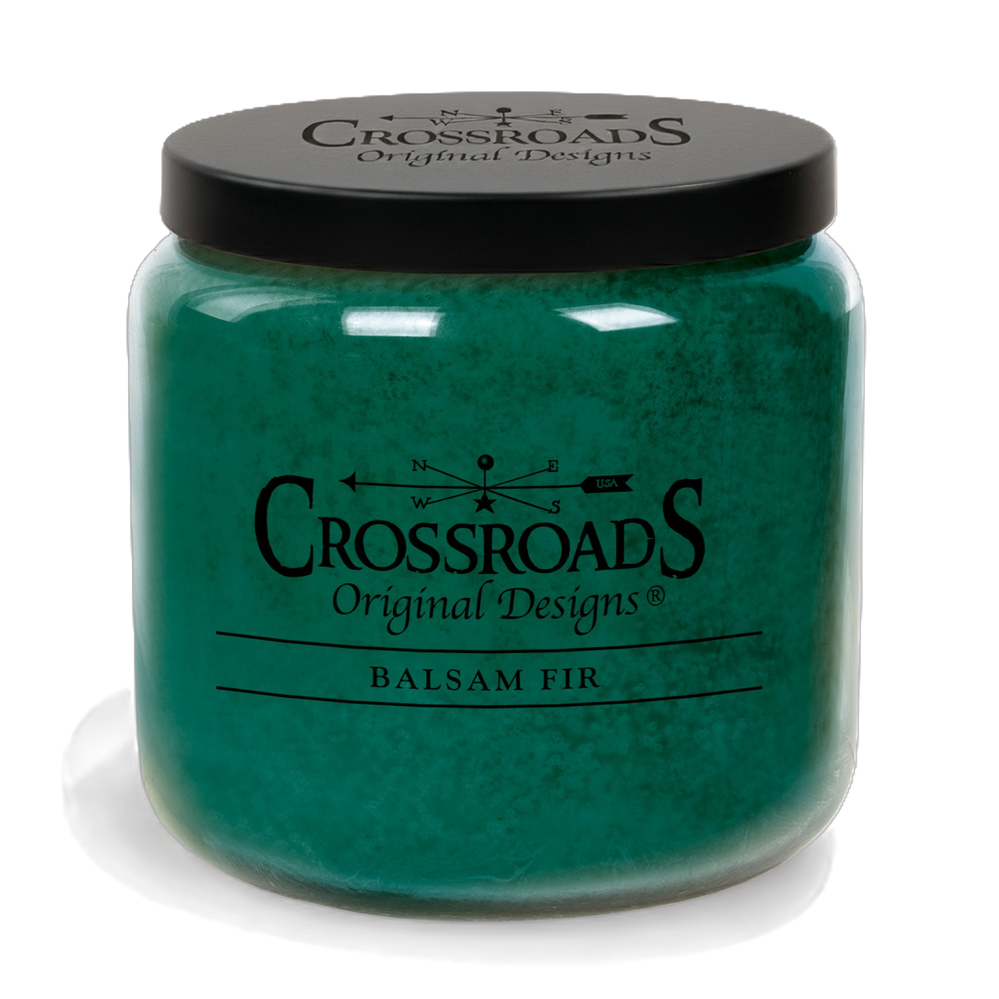 N E
W S
CROSSROADS
Original Designs
N E
USA
W S
CROSSROADS
Original Designs®
BALSAM FIR